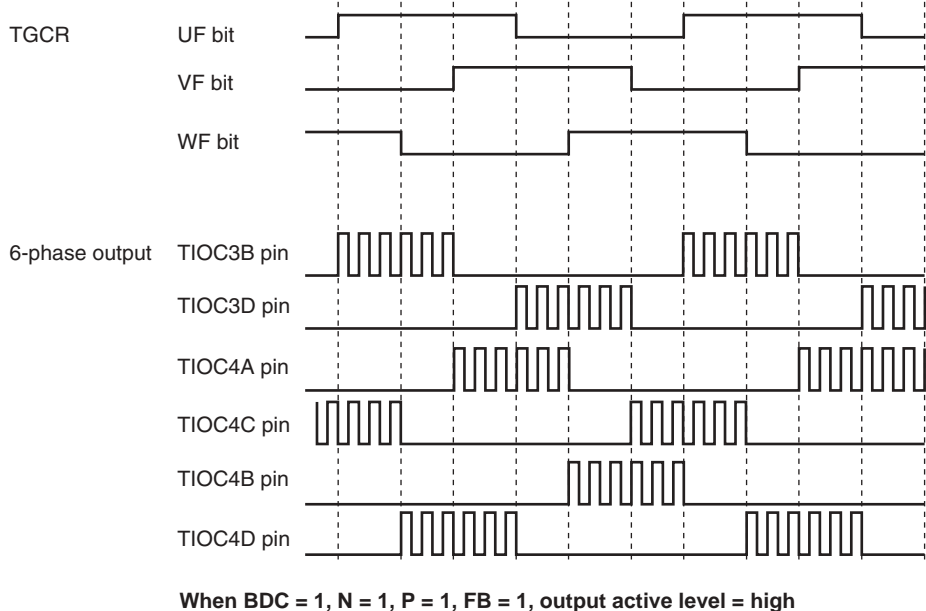 TGCR UF bit
VF bit
WF bit
6-phase output TIOC3B pin
TIOC3D pin
TIOC4A pin
TIOC4C pin
TIOC4B pin
TIOC4D pin
When BDC = 1, N = 1, P = 1, FB = 1, output active level = high